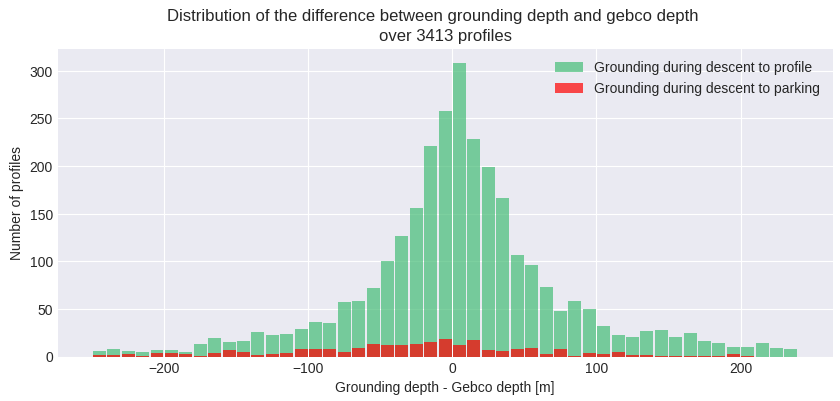 Distribution of the difference between grounding depth and gebco depth
over 3413 profiles
Grounding during descent to profile
Grounding during descent to parking
Number of profiles
300
250
200
150
100
50
0
−200
−100
0
100
200
Grounding depth - Gebco depth [m]